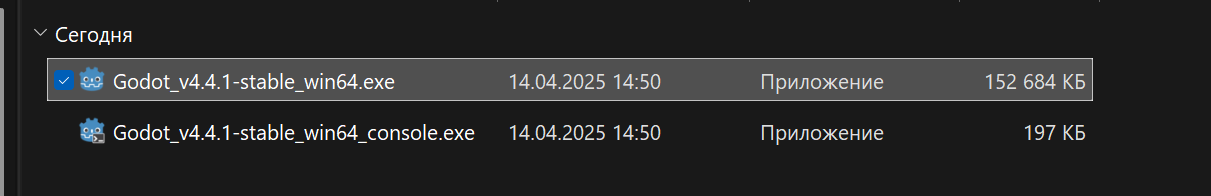 Сегодня
Godot_v4.4.1-stable_win64.exe 14.04.2025 14:50 Приложение 152 684 КБ
Godot_v4.4.1-stable_win64_console.exe 14.04.2025 14:50 Приложение 197 КБ